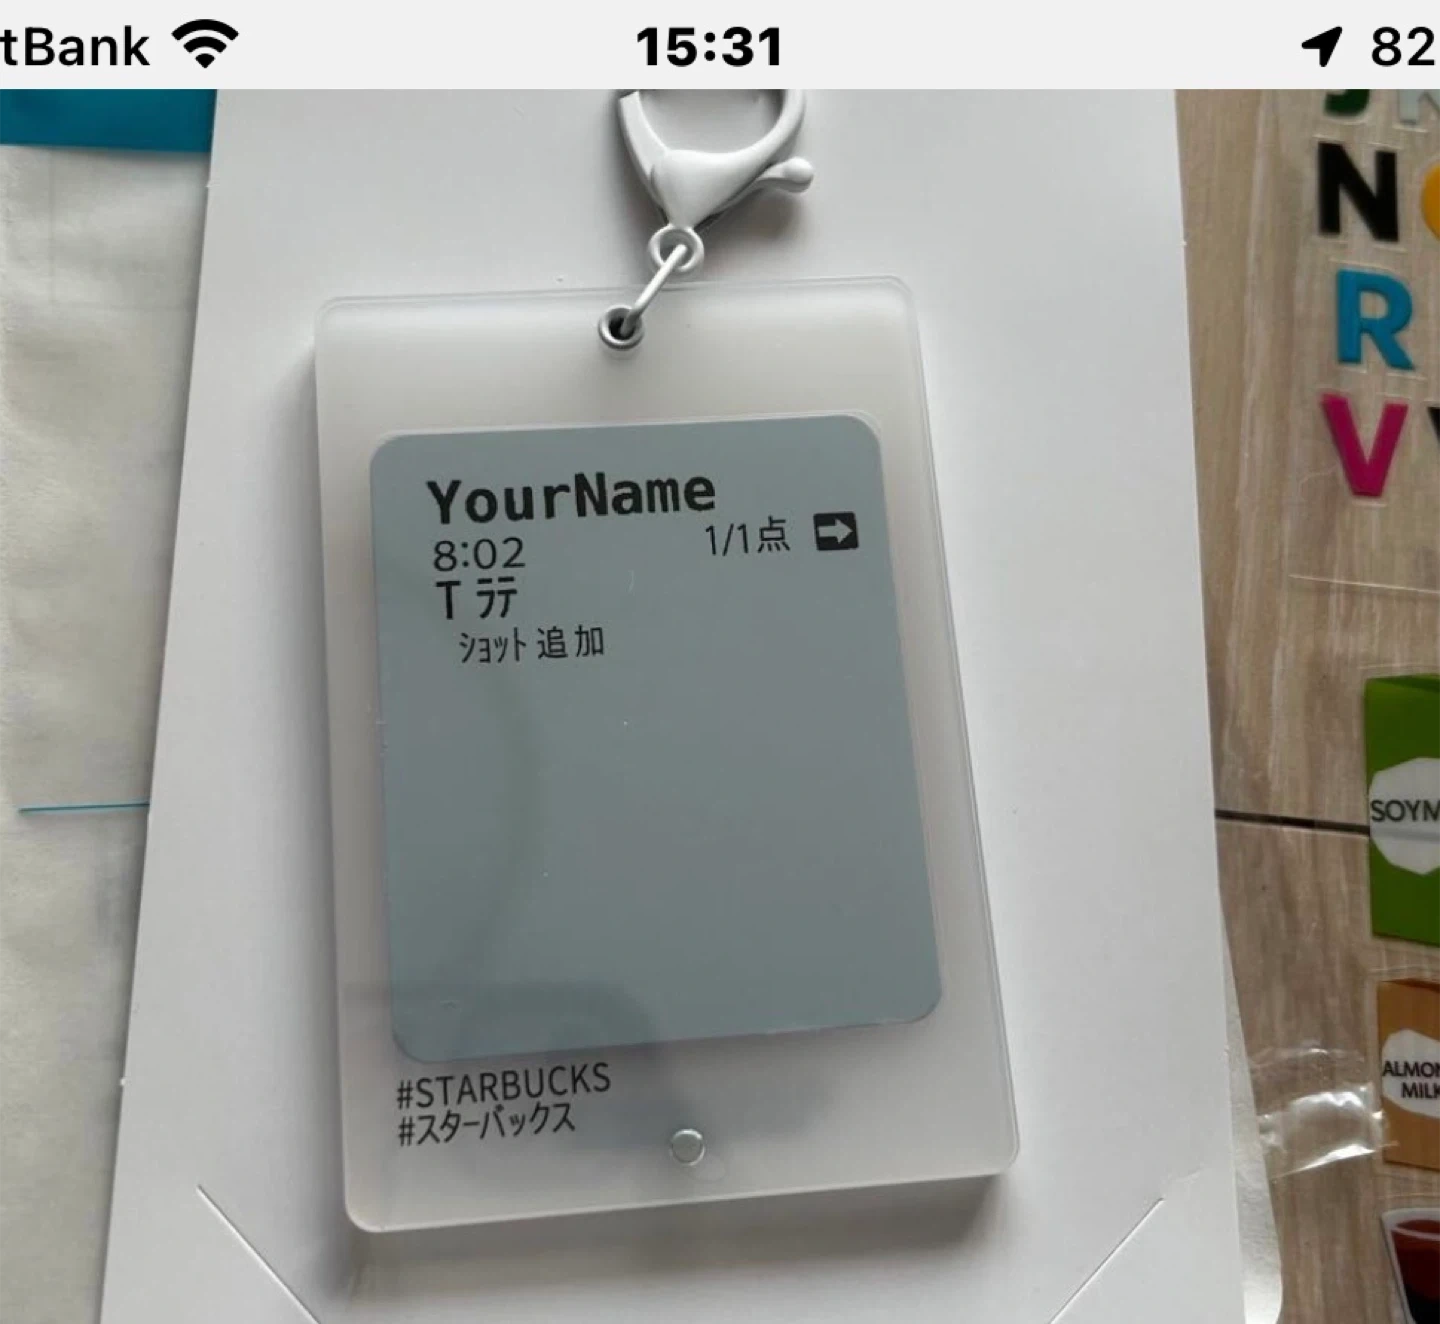 tBank 15:31 82
N
R
V
YourName
8:02 1/1点
T ﾗﾃ
ｼｮｯﾄ追加
#STARBUCKS
#スターバックス
SOYM
ALMON
MILK